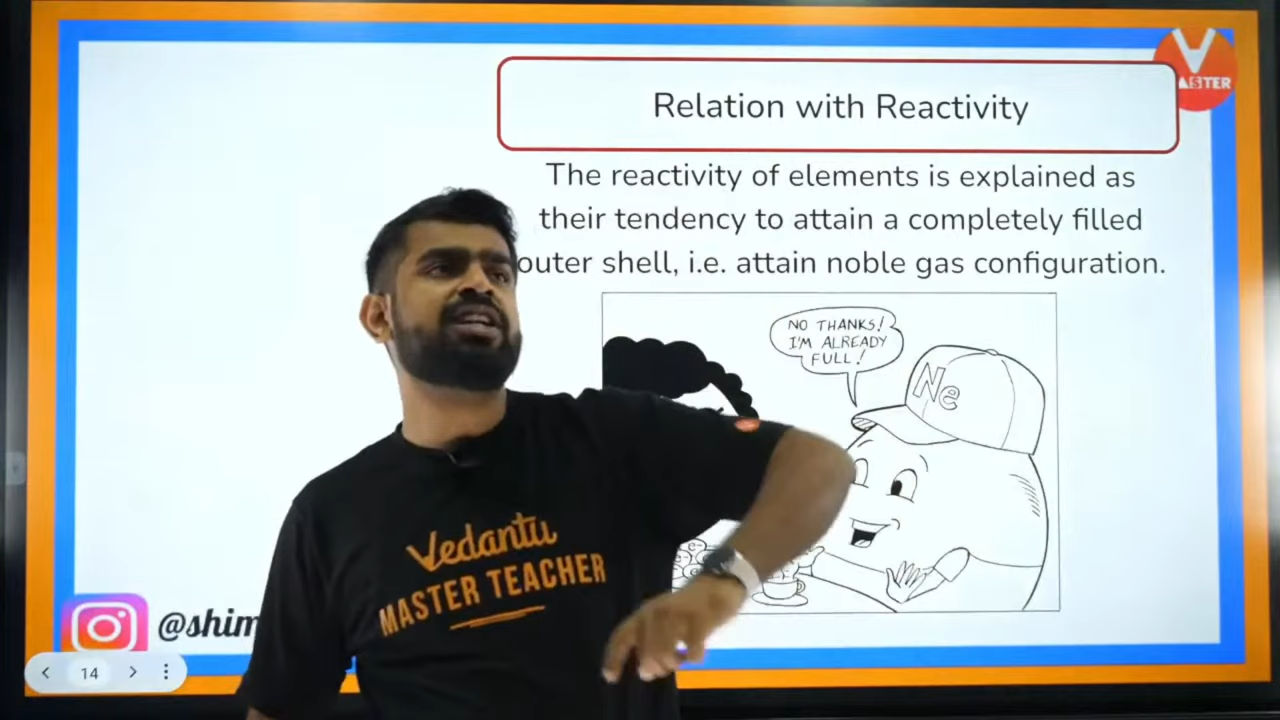 Relation with Reactivity
The reactivity of elements is explained as
their tendency to attain a completely filled
outer shell, i.e. attain noble gas configuration.
NO THANKS!
I'M ALREADY
FULL!
Ne
Vedantu
MASTER TEACHER
@shim
14